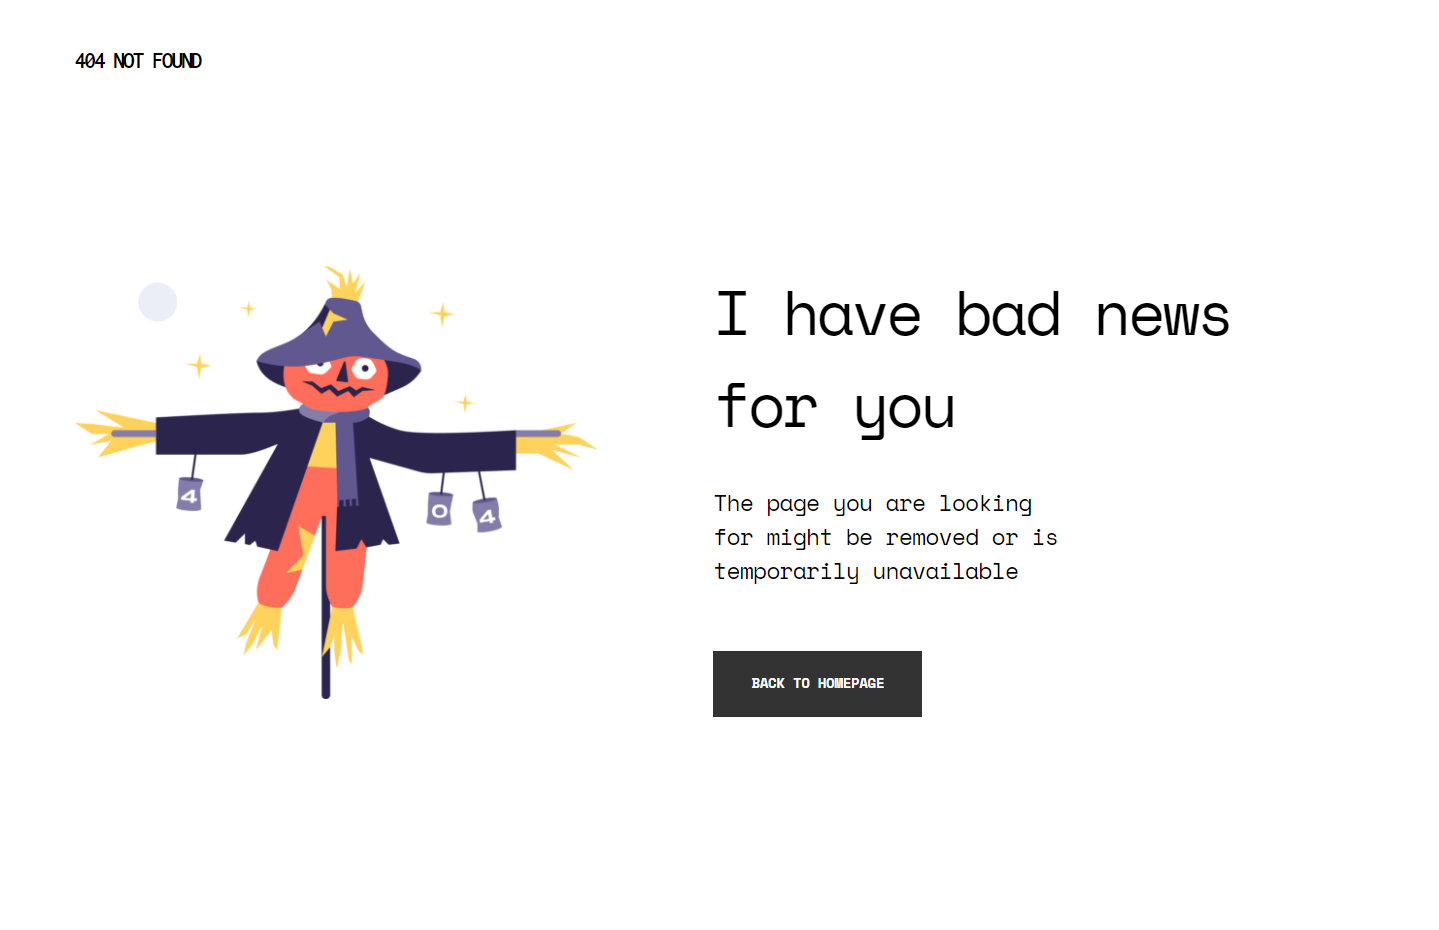 404 NOT FOUND
I have bad news
for you
4
0
4
The page you are looking
for might be removed or is
temporarily unavailable
BACK TO HOMEPAGE